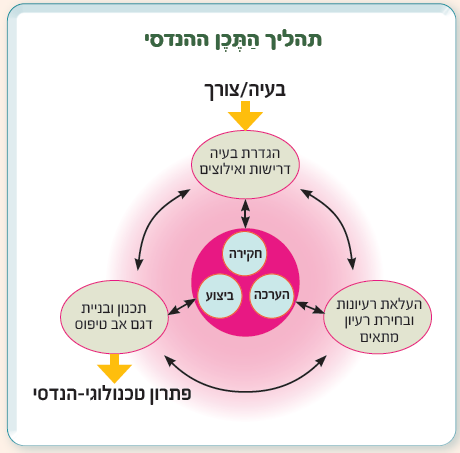 תהליך הַתֶּכֶן ההנדסי
בעיה/צורך
הגדרת בעיה
דרישות ואילוצים
חקירה
הערכה
ביצוע
העלאת רעיונות
ובחירת רעיון
מתאים
תכנון ובניית
דגם אב טיפוס
פתרון טכנולוגי-הנדסי